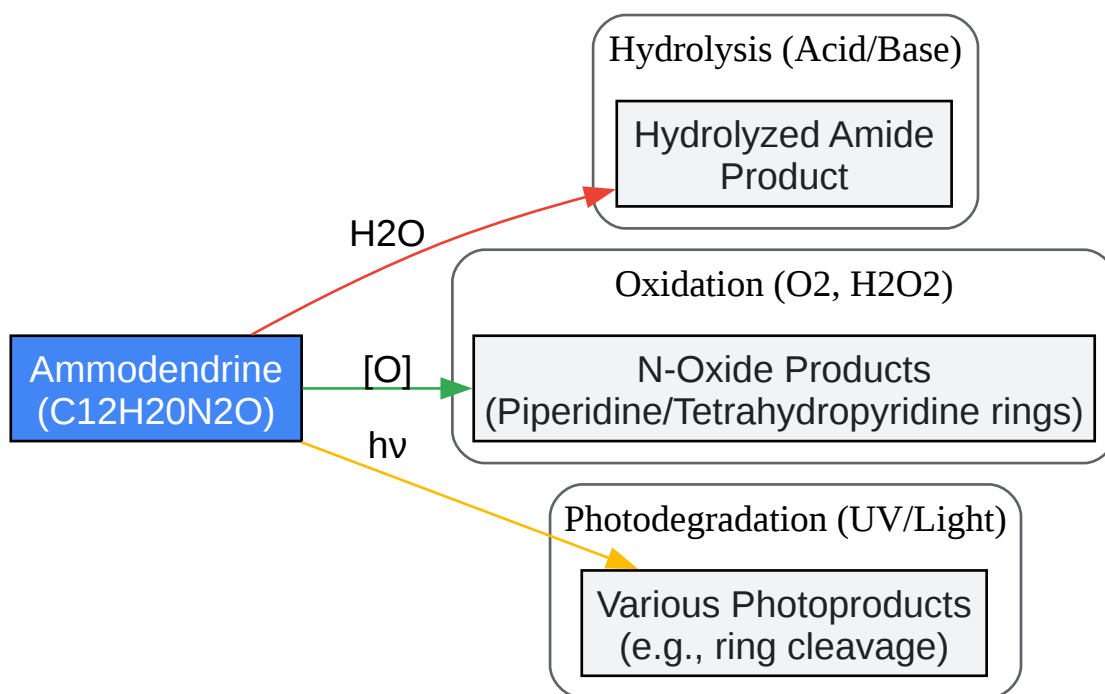 Hydrolysis (Acid/Base)
Hydrolyzed Amide
Product
H2O
Oxidation (O2, H2O2)
Ammodendrine
(C12H20N2O)
[O]
N-Oxide Products
(Piperidine/Tetrahydropyridine rings)
hν
Photodegradation (UV/Light)
Various Photoproducts
(e.g., ring cleavage)